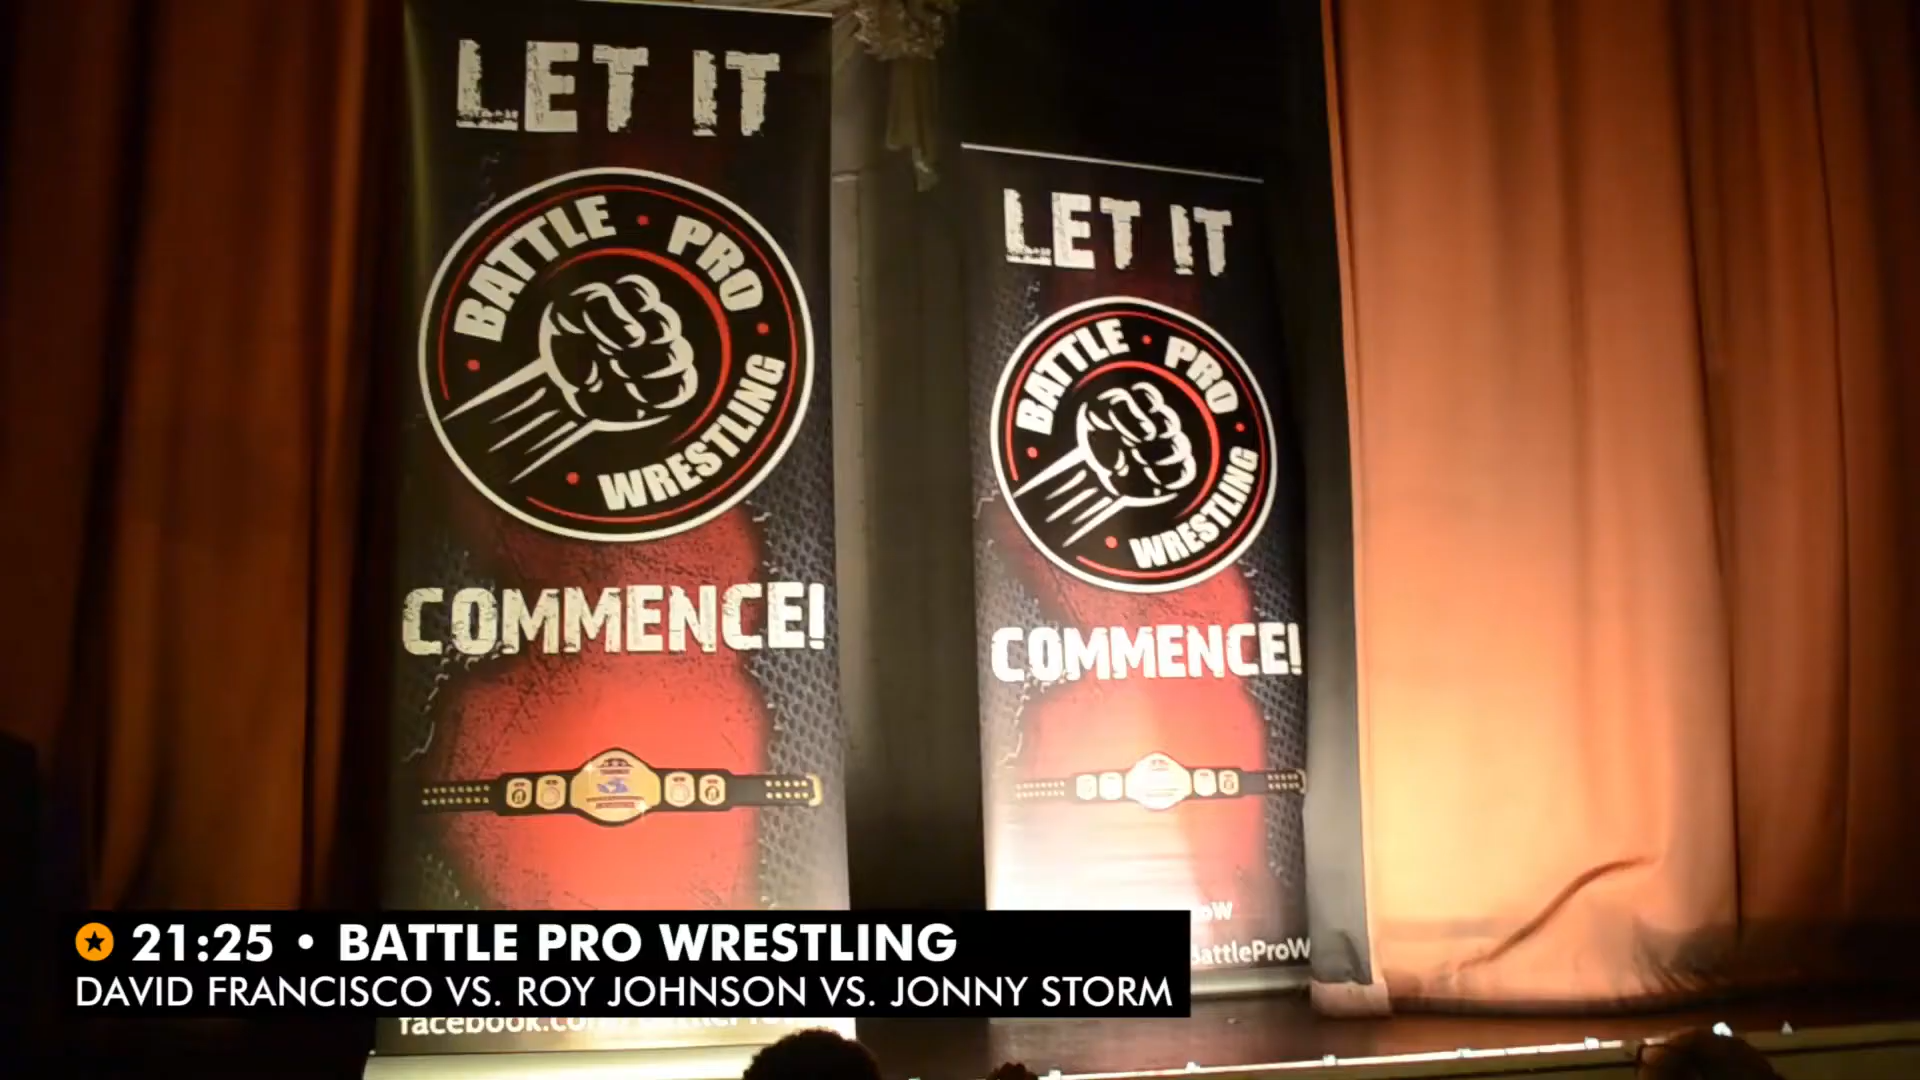 LET IT
BATTLE · PRO · WRESTLING
COMMENCE!
LET IT
BATTLE · PRO · WRESTLING
COMMENCE!
BattleProW
21:25 • BATTLE PRO WRESTLING
DAVID FRANCISCO VS. ROY JOHNSON VS. JONNY STORM